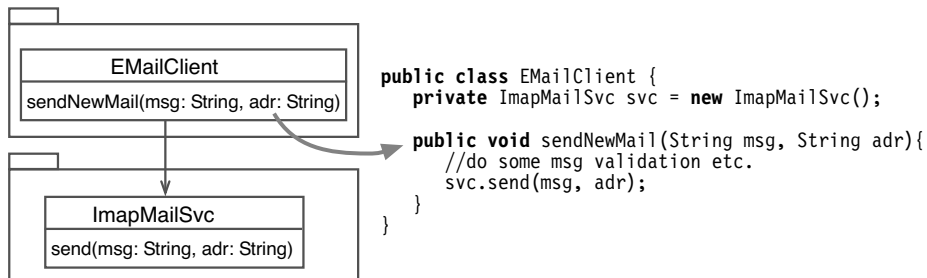 EMailClient
sendNewMail(msg: String, adr: String)
ImapMailSvc
send(msg: String, adr: String)
public class EMailClient {
private ImapMailSvc svc = new ImapMailSvc();
public void sendNewMail(String msg, String adr){
//do some msg validation etc.
svc.send(msg, adr);
}
}